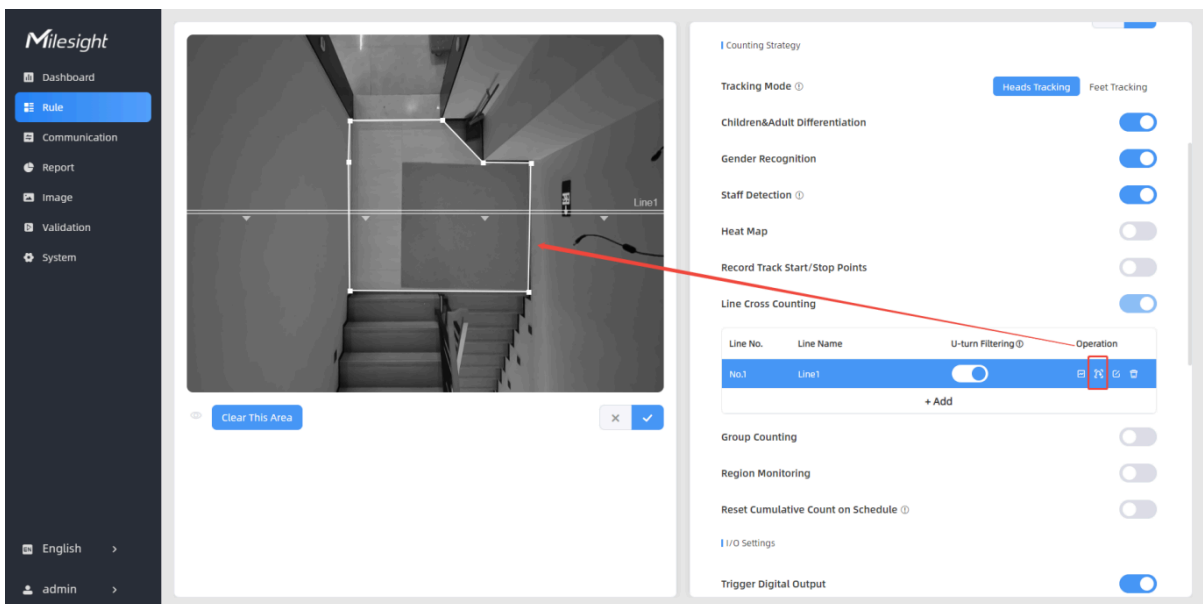 Milesight
Dashboard
Rule
Communication
Report
Image
Validation
System
EN English >
admin >
Line1
Clear This Area
Counting Strategy
Tracking Mode
Heads Tracking Feet Tracking
Children&Adult Differentiation
Gender Recognition
Staff Detection
Heat Map
Record Track Start/Stop Points
Line Cross Counting
Line No. Line Name U-turn Filtering Operation
No.1 Line1
+ Add
Group Counting
Region Monitoring
Reset Cumulative Count on Schedule
I/O Settings
Trigger Digital Output